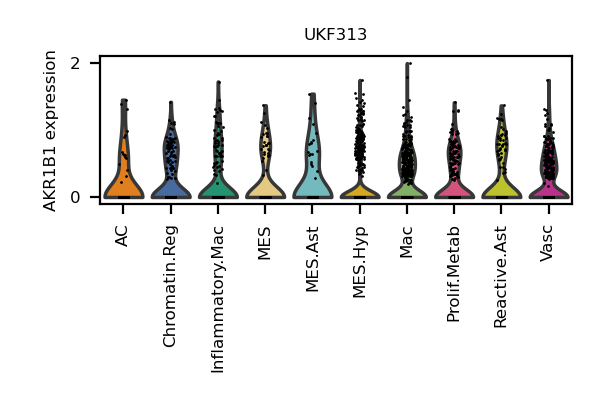 UKF313
AKR1B1 expression
2
0
AC
Chromatin.Reg
Inflammatory.Mac
MES
MES.Ast
MES.Hyp
Mac
Prolif.Metab
Reactive.Ast
Vasc